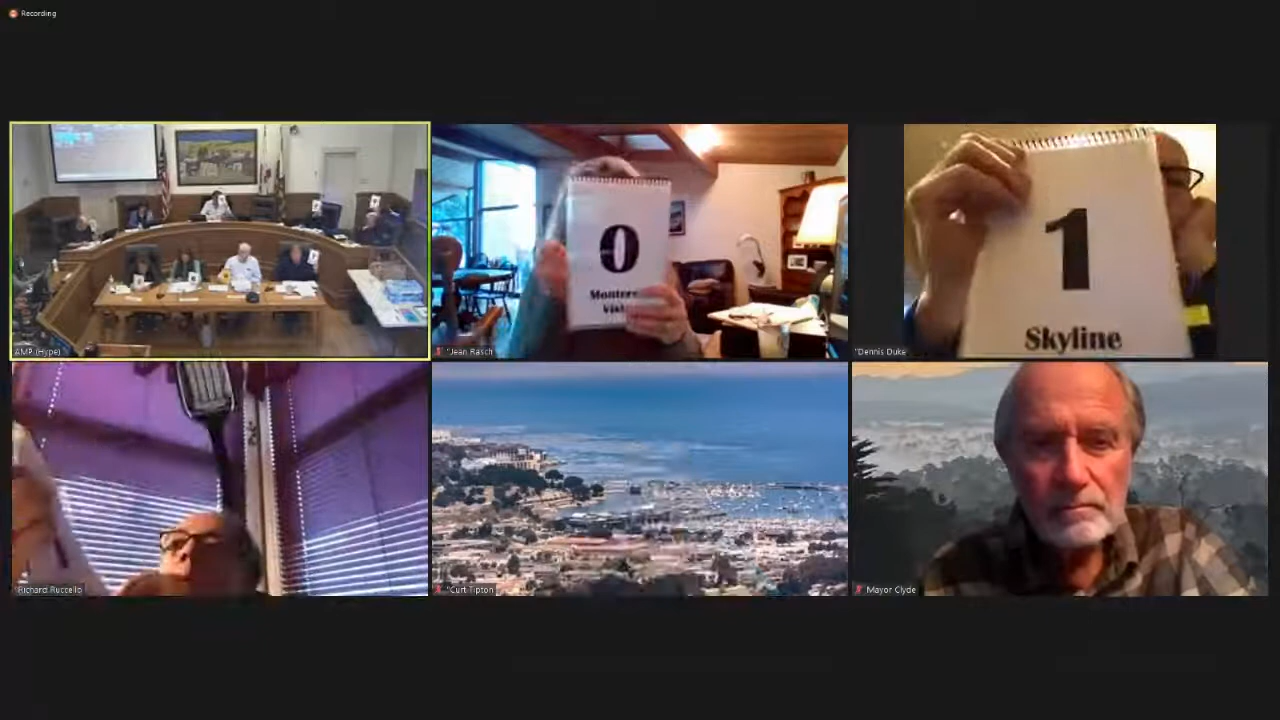 Recording
AMP (Hype)
0
Monterey
Vista
*Jean Rasch
1
Skyline
*Dennis Duke
*Richard Ruccello
*Curt Tipton
Mayor Clyde